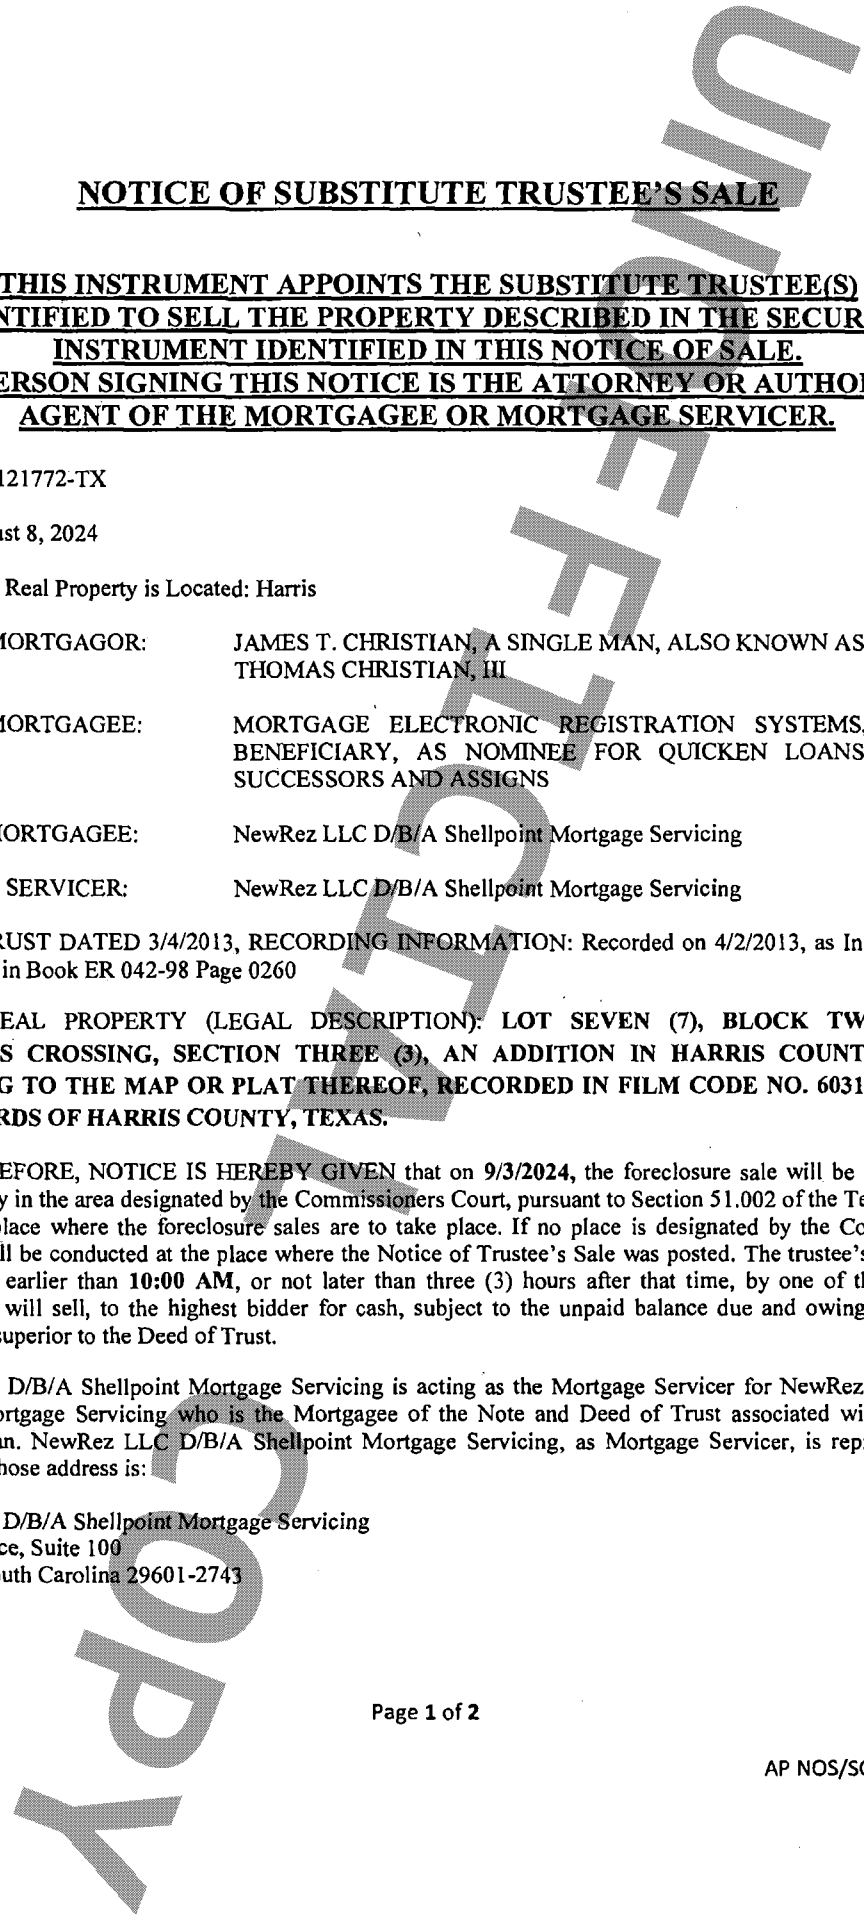 NOTICE OF SUBSTITUTE TRUSTEE'S SALE
THIS INSTRUMENT APPOINTS THE SUBSTITUTE TRUSTEE(S)
NTIFIED TO SELL THE PROPERTY DESCRIBED IN THE SECUR
INSTRUMENT IDENTIFIED IN THIS NOTICE OF SALE.
ERSON SIGNING THIS NOTICE IS THE ATTORNEY OR AUTHOR
AGENT OF THE MORTGAGEE OR MORTGAGE SERVICER.
121772-TX
ust 8, 2024
Real Property is Located: Harris
MORTGAGOR: JAMES T. CHRISTIAN, A SINGLE MAN, ALSO KNOWN AS
THOMAS CHRISTIAN, III
MORTGAGEE: MORTGAGE ELECTRONIC REGISTRATION SYSTEMS,
BENEFICIARY, AS NOMINEE FOR QUICKEN LOANS
SUCCESSORS AND ASSIGNS
MORTGAGEE: NewRez LLC D/B/A Shellpoint Mortgage Servicing
SERVICER: NewRez LLC D/B/A Shellpoint Mortgage Servicing
RUST DATED 3/4/2013, RECORDING INFORMATION: Recorded on 4/2/2013, as In
in Book ER 042-98 Page 0260
EAL PROPERTY (LEGAL DESCRIPTION): LOT SEVEN (7), BLOCK TW
S CROSSING, SECTION THREE (3), AN ADDITION IN HARRIS COUNT
G TO THE MAP OR PLAT THEREOF, RECORDED IN FILM CODE NO. 6031
RDS OF HARRIS COUNTY, TEXAS.
EFORE, NOTICE IS HEREBY GIVEN that on 9/3/2024, the foreclosure sale will be
y in the area designated by the Commissioners Court, pursuant to Section 51.002 of the Te
lace where the foreclosure sales are to take place. If no place is designated by the Co
ll be conducted at the place where the Notice of Trustee's Sale was posted. The trustee's
earlier than 10:00 AM, or not later than three (3) hours after that time, by one of th
will sell, to the highest bidder for cash, subject to the unpaid balance due and owing
superior to the Deed of Trust.
D/B/A Shellpoint Mortgage Servicing is acting as the Mortgage Servicer for NewRez
ortgage Servicing who is the Mortgagee of the Note and Deed of Trust associated wi
an. NewRez LLC D/B/A Shellpoint Mortgage Servicing, as Mortgage Servicer, is rep
hose address is:
D/B/A Shellpoint Mortgage Servicing
ce, Suite 100
outh Carolina 29601-2743
Page 1 of 2
AP NOS/SO
UNOFFICIAL COPY